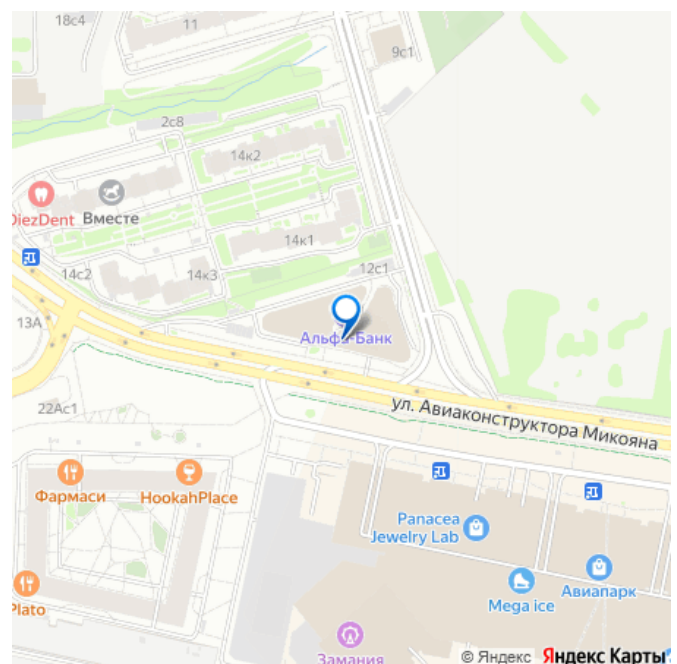 18с4
11
9с1
2с8
14к2
DiezDent
Вместе
14к1
14с2
14к3
12с1
13А
Альфа-Банк
ул. Авиаконструктора Микояна
22Ас1
Фармаси
HookahPlace
Panacea
Jewelry Lab
Авиапарк
Mega ice
Plato
Замания
© Яндекс Яндекс Карты